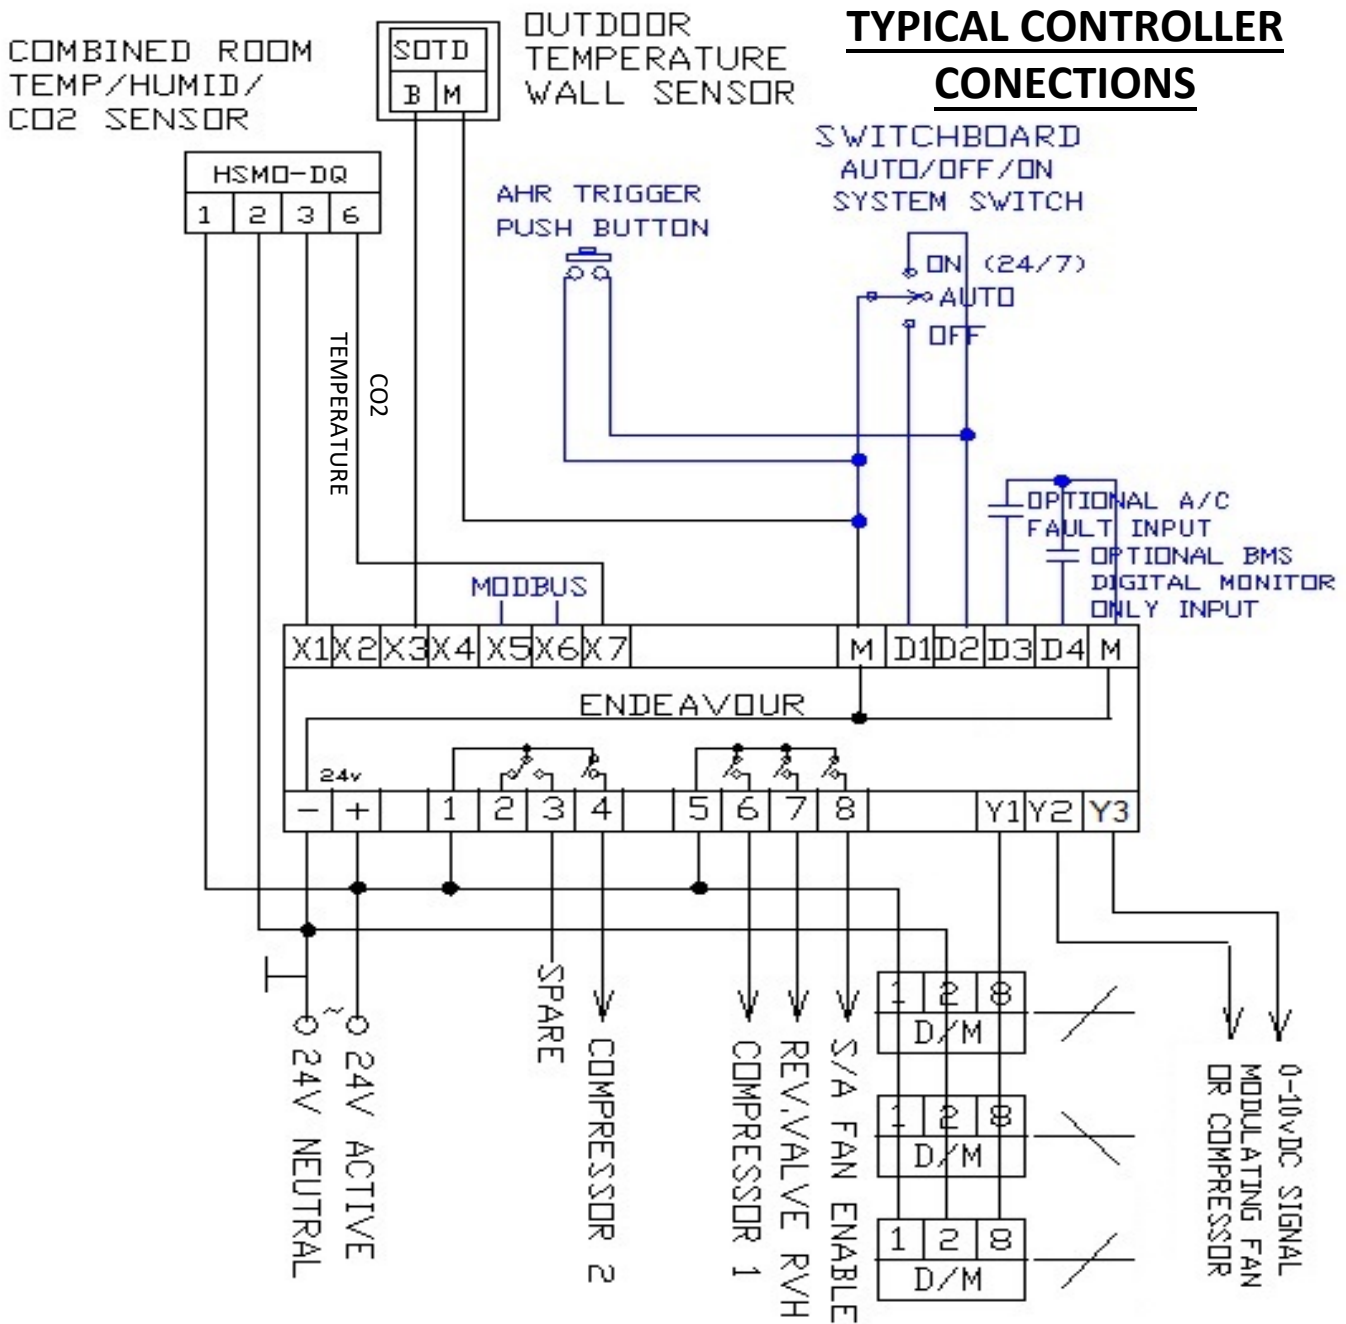 TYPICAL CONTROLLER
CONECTIONS
COMBINED ROOM
TEMP/HUMID/
CO2 SENSOR
SOTD
B M
OUTDOOR
TEMPERATURE
WALL SENSOR
HSMO-DQ
1 2 3 6
AHR TRIGGER
PUSH BUTTON
SWITCHBOARD
AUTO/OFF/ON
SYSTEM SWITCH
ON (24/7)
AUTO
OFF
TEMPERATURE
CO2
OPTIONAL A/C
FAULT INPUT
OPTIONAL BMS
DIGITAL MONITOR
ONLY INPUT
MODBUS
X1 X2 X3 X4 X5 X6 X7 M D1 D2 D3 D4 M
ENDEAVOUR
24v
- + 1 2 3 4 5 6 7 8 Y1 Y2 Y3
~
24V NEUTRAL
24V ACTIVE
SPARE
COMPRESSOR 2
COMPRESSOR 1
REV.VALVE RVH
S/A FAN ENABLE
1 2 8
D/M
1 2 8
D/M
1 2 8
D/M
0-10vDC SIGNAL
MODULATING FAN
OR COMPRESSOR